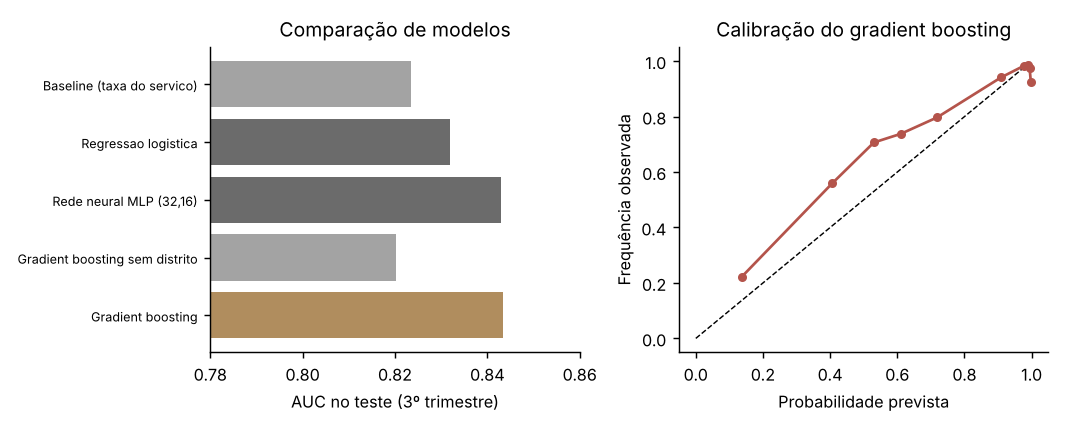 Comparação de modelos
Baseline (taxa do servico)
Regressao logistica
Rede neural MLP (32,16)
Gradient boosting sem distrito
Gradient boosting
0.78
0.80
0.82
0.84
0.86
AUC no teste (3º trimestre)
Calibração do gradient boosting
Frequência observada
1.0
0.8
0.6
0.4
0.2
0.0
0.0
0.2
0.4
0.6
0.8
1.0
Probabilidade prevista